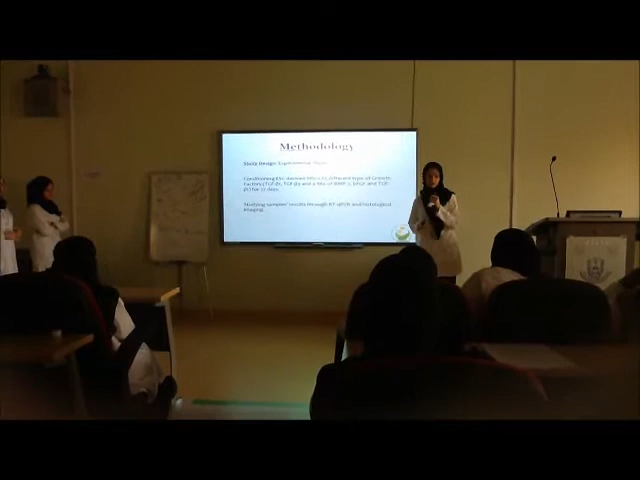 Methodology
Study Design: Experimental Study
Conditioning ESC derived MSCs to different type of Growth
Factors (TGF-β1, TGF-β3 and a Mix of BMP 2, bFGF and TGF-
for 21 days
Studying samples' results through RT-qPCR and histological
imaging